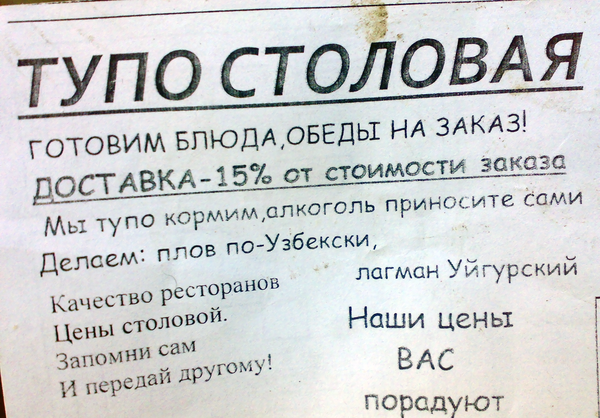 ТУПО СТОЛОВАЯ
ГОТОВИМ БЛЮДА,ОБЕДЫ НА ЗАКАЗ!
ДОСТАВКА-15% от стоимости заказа
Мы тупо кормим,алкоголь приносите сами
Делаем: плов по-Узбекски,
лагман Уйгурский
Качество ресторанов
Цены столовой.
Запомни сам
И передай другому!
Наши цены
ВАС
порадуют